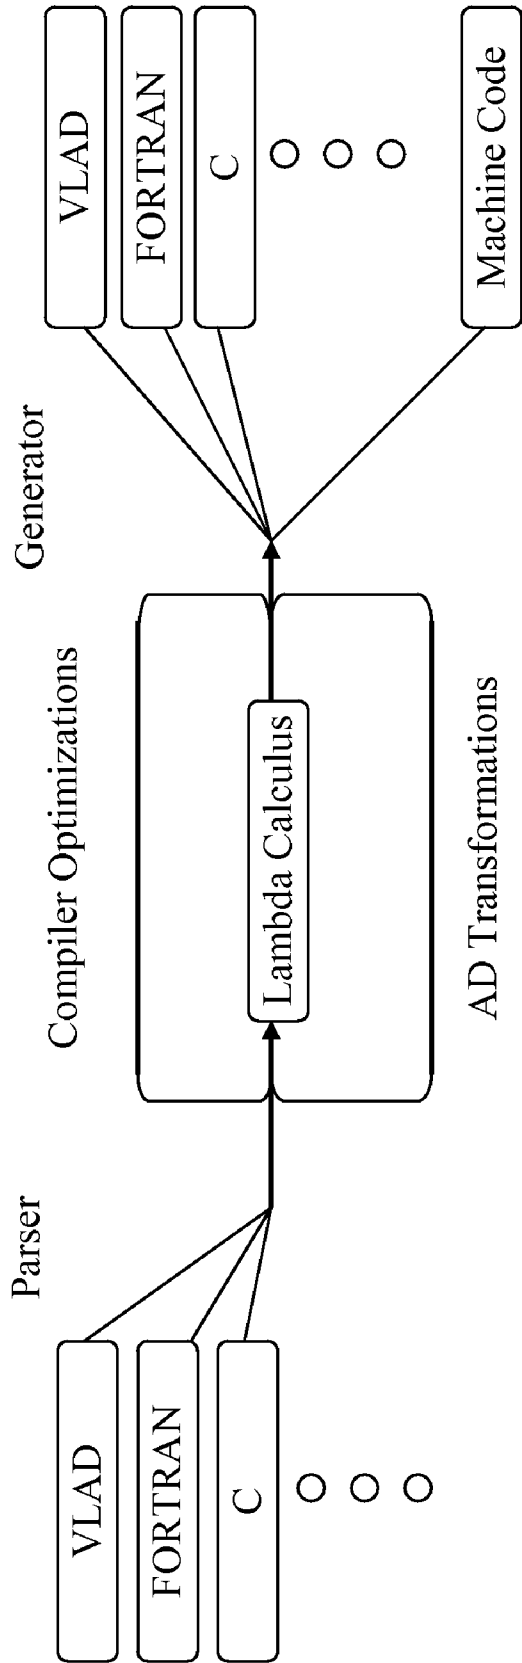 Parser
Compiler Optimizations
Generator
VLAD
FORTRAN
C
Lambda Calculus
VLAD
FORTRAN
C
Machine Code
AD Transformations